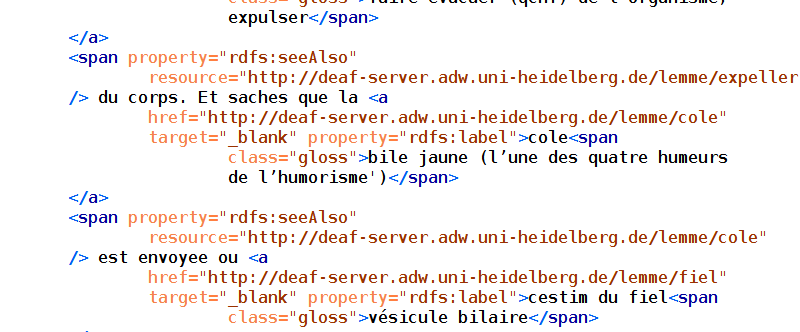 class="gloss">faire évacuer (qchf) de l'organisme,
expulser</span>
</a>
<span property="rdfs:seeAlso"
resource="http://deaf-server.adw.uni-heidelberg.de/lemme/expeller
/> du corps. Et saches que la <a
href="http://deaf-server.adw.uni-heidelberg.de/lemme/cole"
target="_blank" property="rdfs:label">cole<span
class="gloss">bile jaune (l’une des quatre humeurs
de l’humorisme')</span>
</a>
<span property="rdfs:seeAlso"
resource="http://deaf-server.adw.uni-heidelberg.de/lemme/cole"
/> est envoyee ou <a
href="http://deaf-server.adw.uni-heidelberg.de/lemme/fiel"
target="_blank" property="rdfs:label">cestim du fiel<span
class="gloss">vésicule bilaire</span>